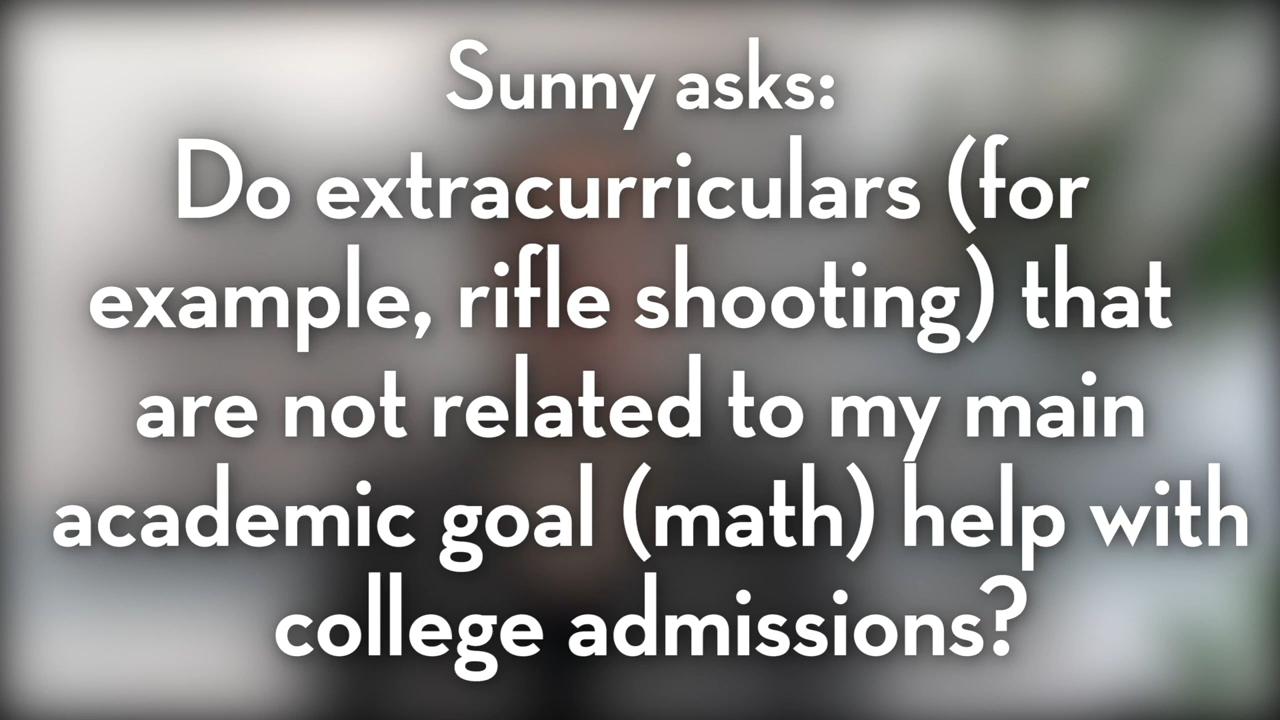 Sunny asks:
Do extracurriculars (for
example, rifle shooting) that
are not related to my main
academic goal (math) help with
college admissions?